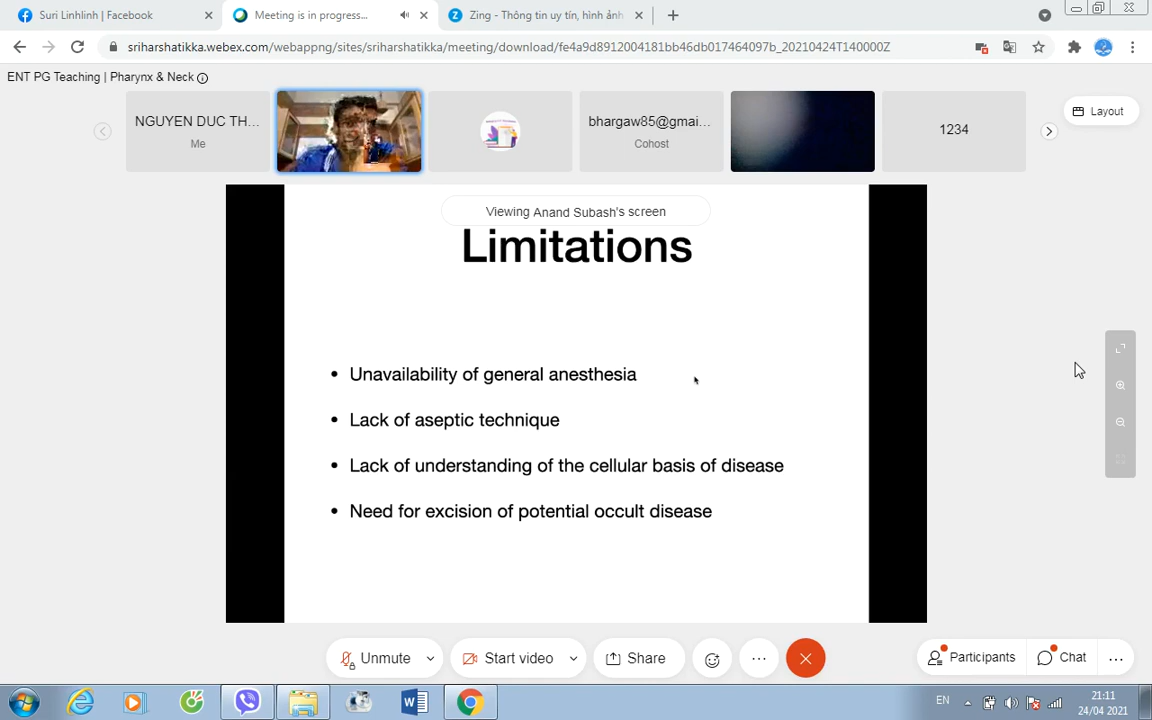 Suri Linhlinh | Facebook
Meeting is in progress...
Zing - Thông tin uy tín, hình ảnh
sriharshatikka.webex.com/webappng/sites/sriharshatikka/meeting/download/fe4a9d8912004181bb46db017464097b_20210424T140000Z
ENT PG Teaching | Pharynx & Neck
NGUYEN DUC TH...
Me
bhargaw85@gmai...
Cohost
1234
Layout
Viewing Anand Subash's screen
Limitations
• Unavailability of general anesthesia
• Lack of aseptic technique
• Lack of understanding of the cellular basis of disease
• Need for excision of potential occult disease
Unmute
Start video
Share
Participants
Chat
EN
21:11
24/04/2021